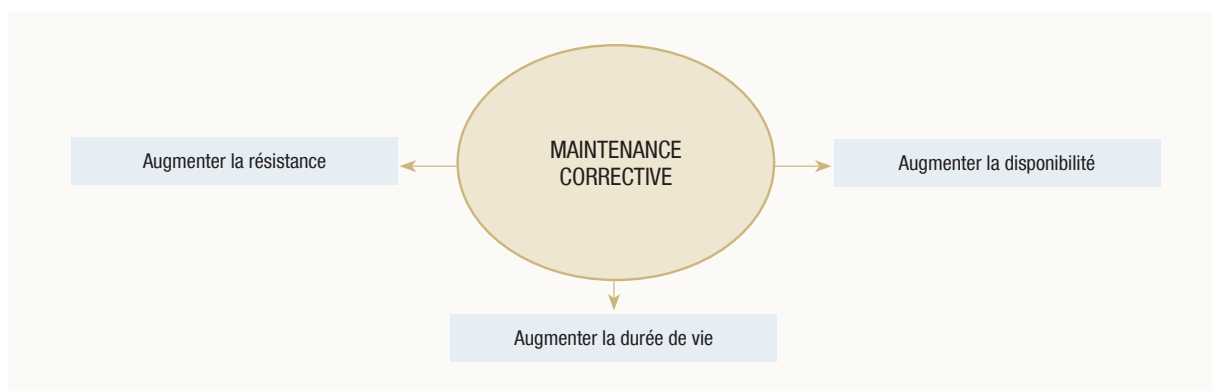 MAINTENANCE
CORRECTIVE
Augmenter la résistance
Augmenter la disponibilité
Augmenter la durée de vie